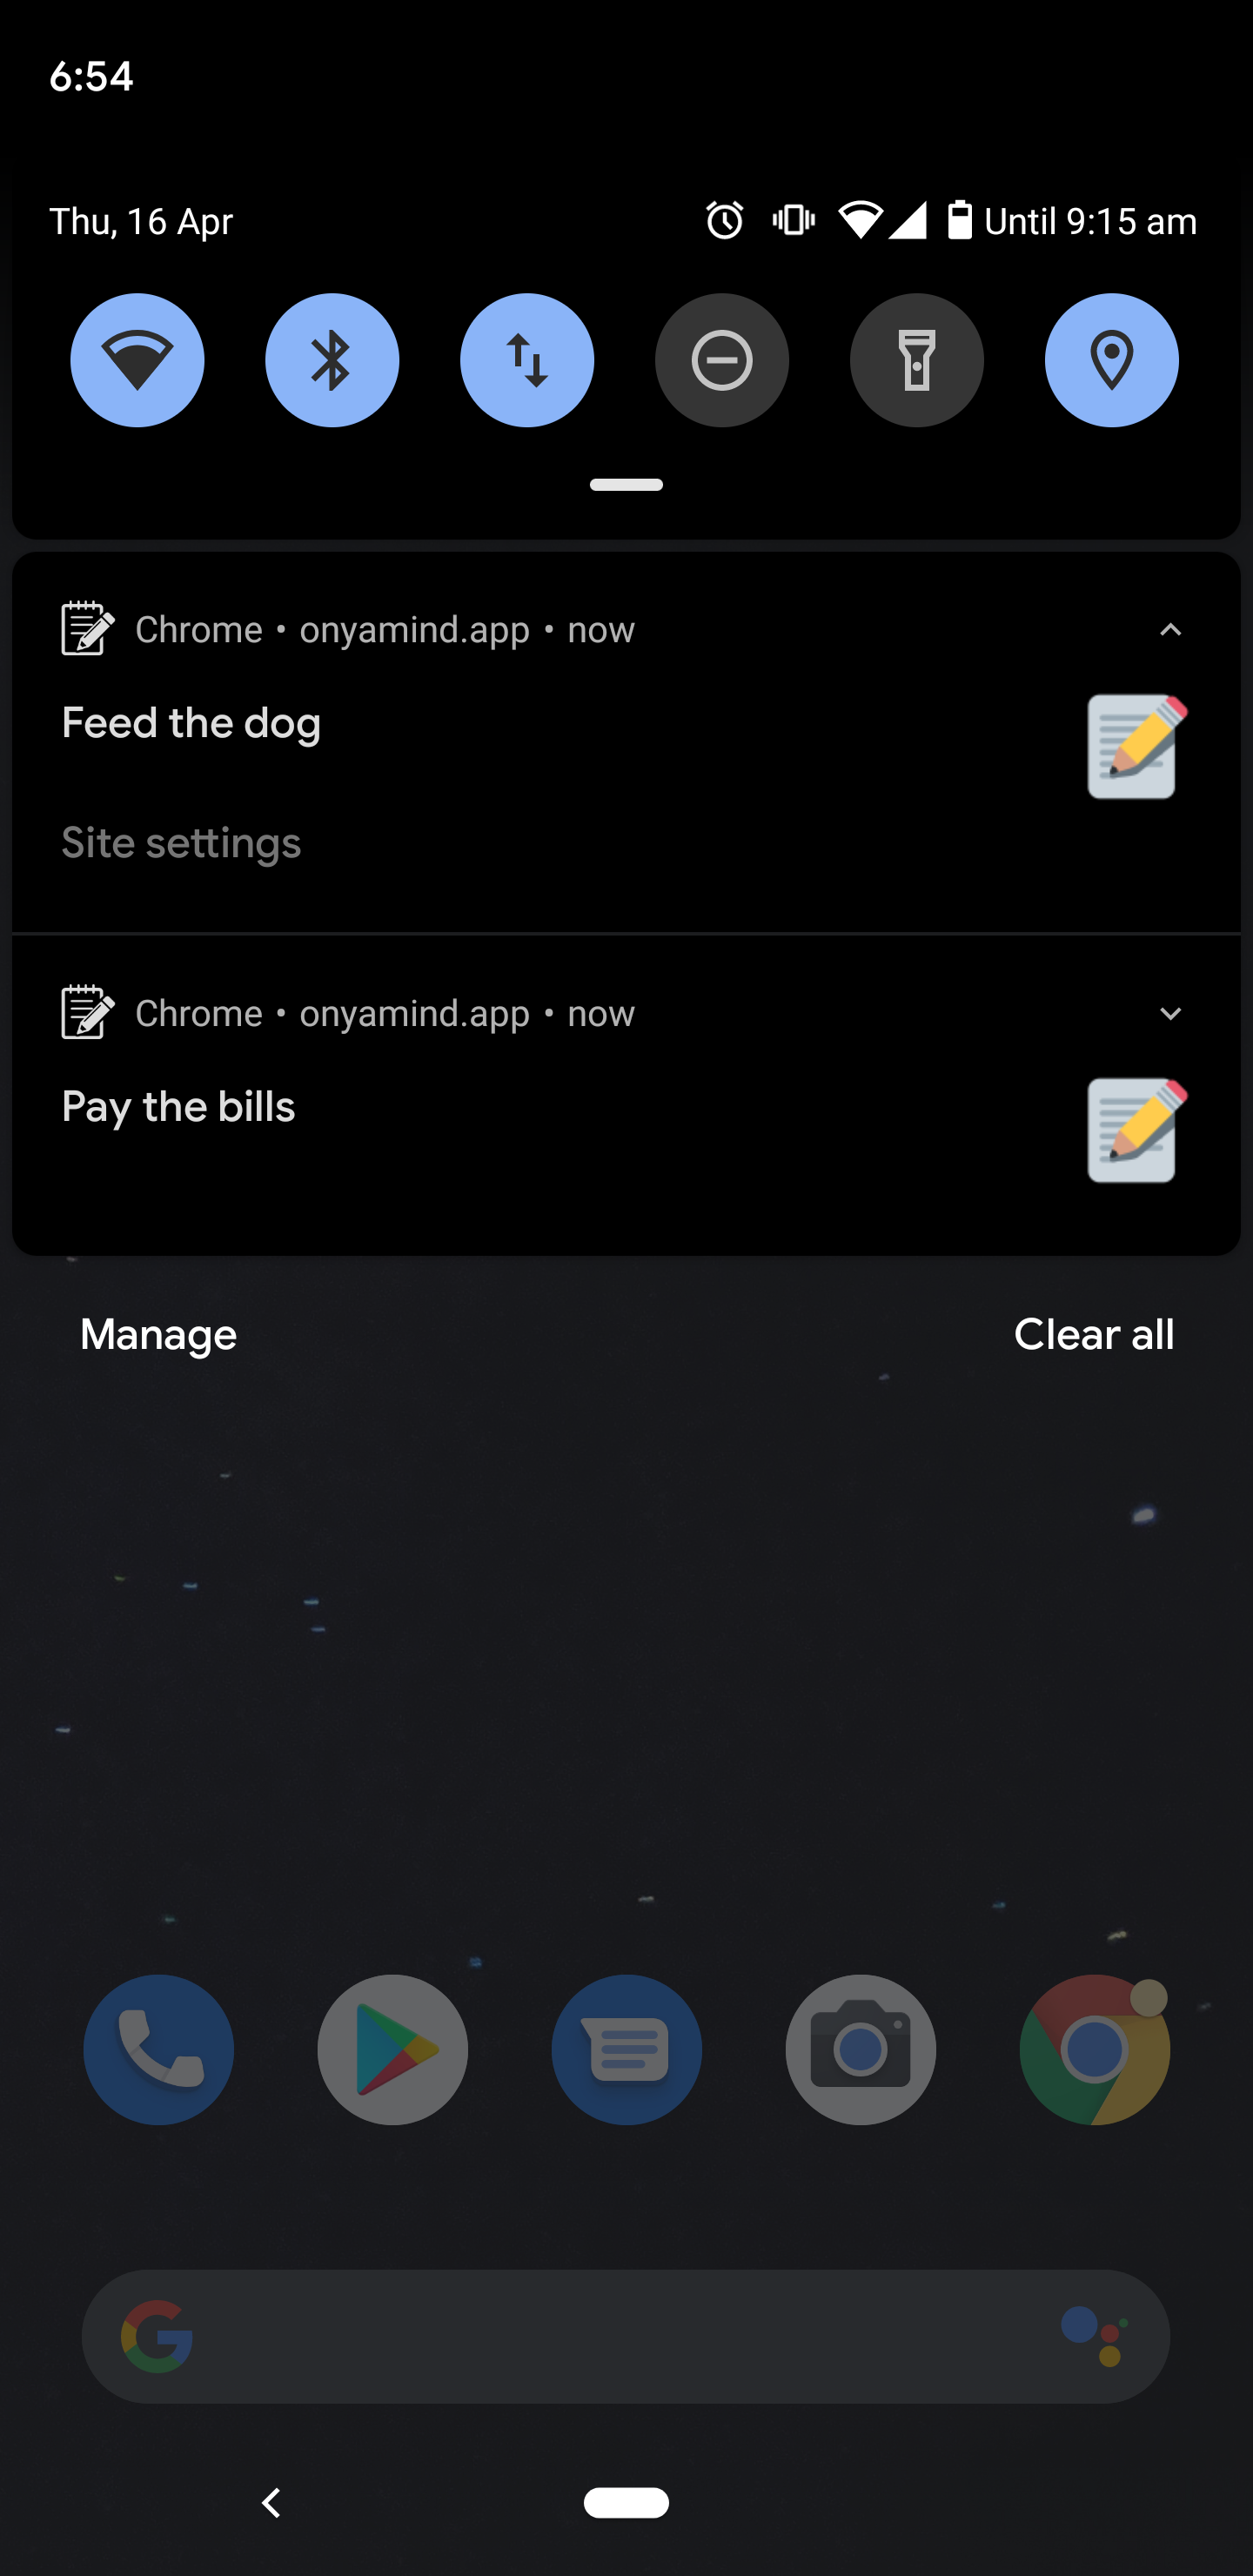 6:54
Thu, 16 Apr
Until 9:15 am
Chrome • onyamind.app • now
Feed the dog
Site settings
Chrome • onyamind.app • now
Pay the bills
Manage
Clear all